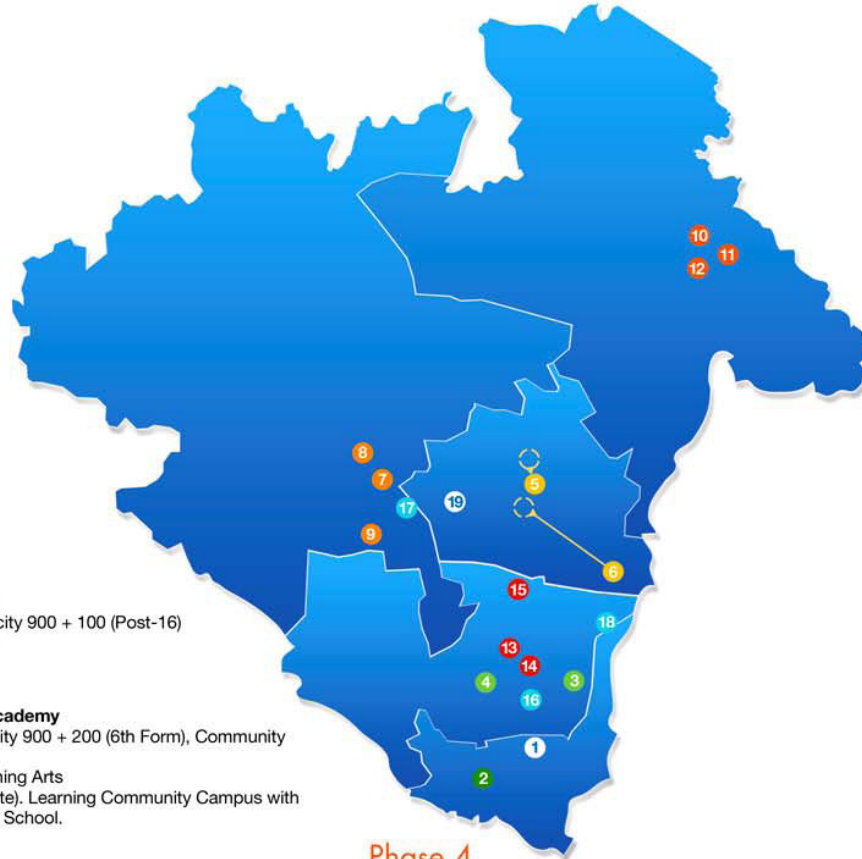 10
11
12
8
7
5
17
19
9
6
15
city 900 + 100 (Post-16)
18
13
14
4
3
16
cademy
ity 900 + 200 (6th Form), Community
1
ning Arts
2
te). Learning Community Campus with
School.
Phase 4